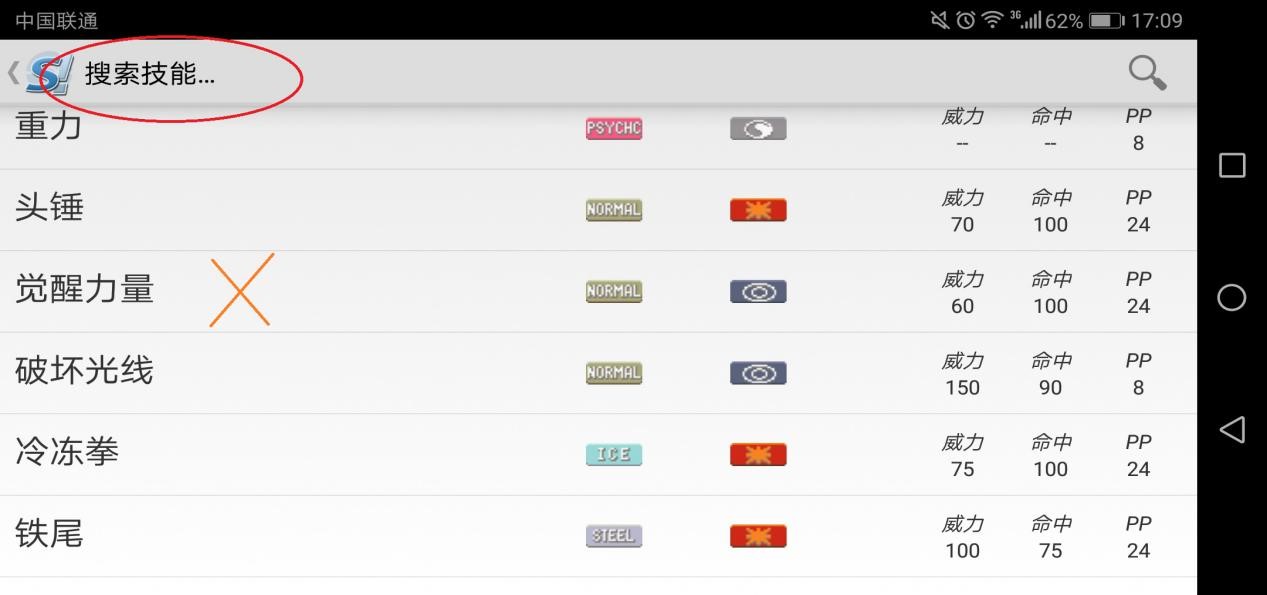 中国联通 3G 62% 17:09
搜索技能...
重力 PSYCHC 威力 命中 PP
-- -- 8
头锤 NORMAL 威力 命中 PP
70 100 24
觉醒力量 NORMAL 威力 命中 PP
60 100 24
破坏光线 NORMAL 威力 命中 PP
150 90 8
冷冻拳 ICE 威力 命中 PP
75 100 24
铁尾 STEEL 威力 命中 PP
100 75 24